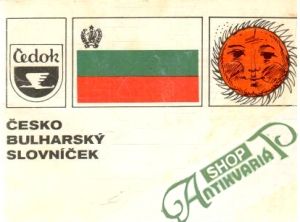 Čedok
ČESKO
BULHARSKÝ
SLOVNÍČEK
SHOP
ANTIKVARIAT